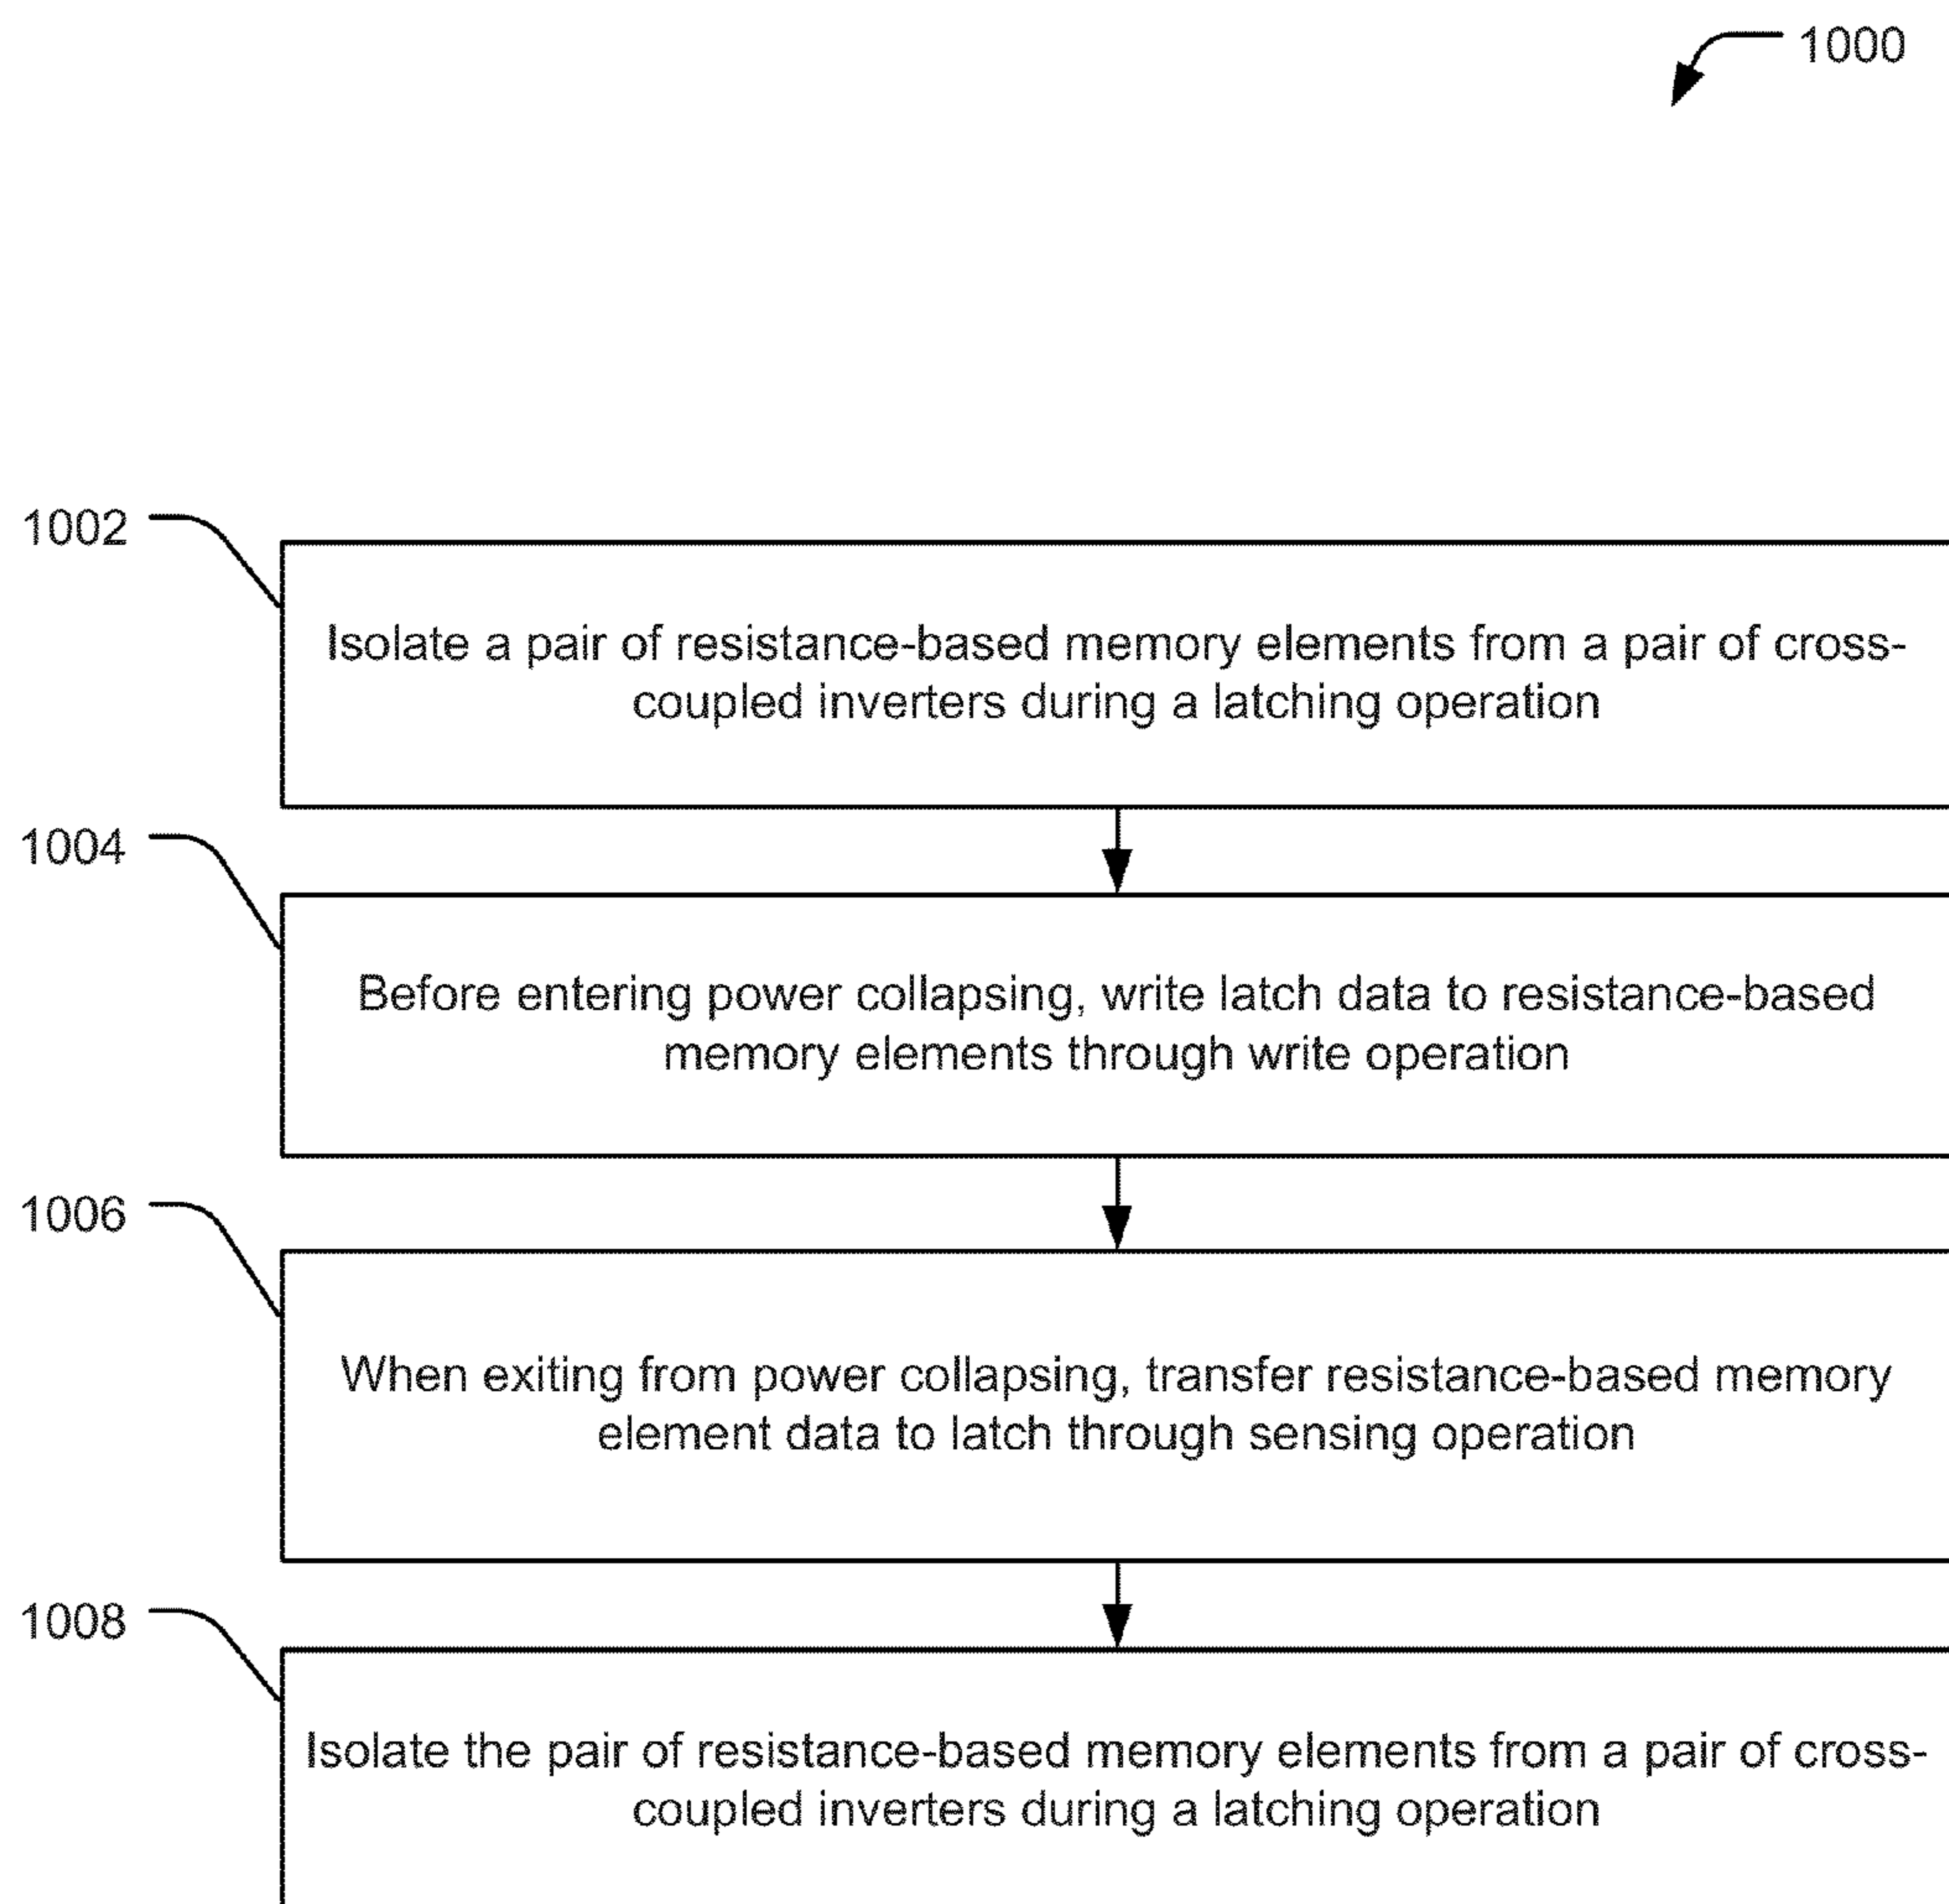 1000
1002
Isolate a pair of resistance-based memory elements from a pair of cross-
coupled inverters during a latching operation
1004
Before entering power collapsing, write latch data to resistance-based
memory elements through write operation
1006
When exiting from power collapsing, transfer resistance-based memory
element data to latch through sensing operation
1008
Isolate the pair of resistance-based memory elements from a pair of cross-
coupled inverters during a latching operation